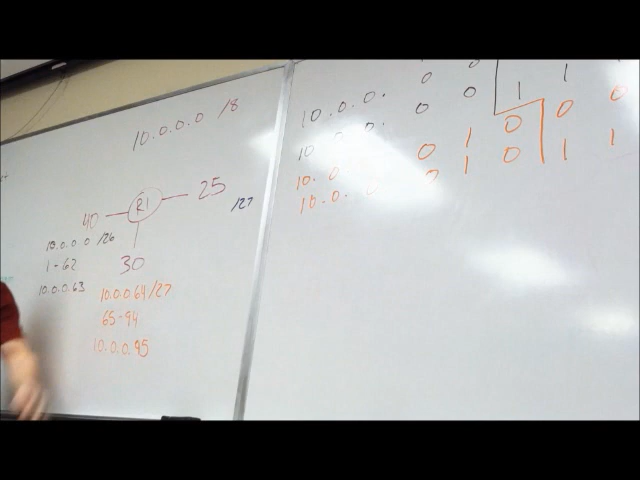 10.0.0.0 /8
40 R1 25
/27
10.0.0.0 /26
30
1-62
10.0.0.63
10.0.0.64/27
65-94
10.0.0.95
0 0 1 1
10.0.0. 0 0 1 0 0
10.0.0. 0 1 0 1 1
10.0
10.0.0. 0